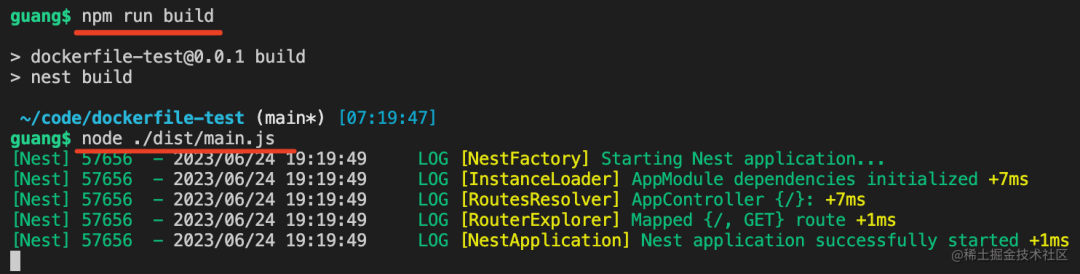 guang$ npm run build
> dockerfile-test@0.0.1 build
> nest build
~/code/dockerfile-test (main*) [07:19:47]
guang$ node ./dist/main.js
[Nest] 57656  - 2023/06/24 19:19:49     LOG [NestFactory] Starting Nest application...
[Nest] 57656  - 2023/06/24 19:19:49     LOG [InstanceLoader] AppModule dependencies initialized +7ms
[Nest] 57656  - 2023/06/24 19:19:49     LOG [RoutesResolver] AppController {/}: +7ms
[Nest] 57656  - 2023/06/24 19:19:49     LOG [RouterExplorer] Mapped {/, GET} route +1ms
[Nest] 57656  - 2023/06/24 19:19:49     LOG [NestApplication] Nest application successfully started +1ms
@稀土掘金技术社区